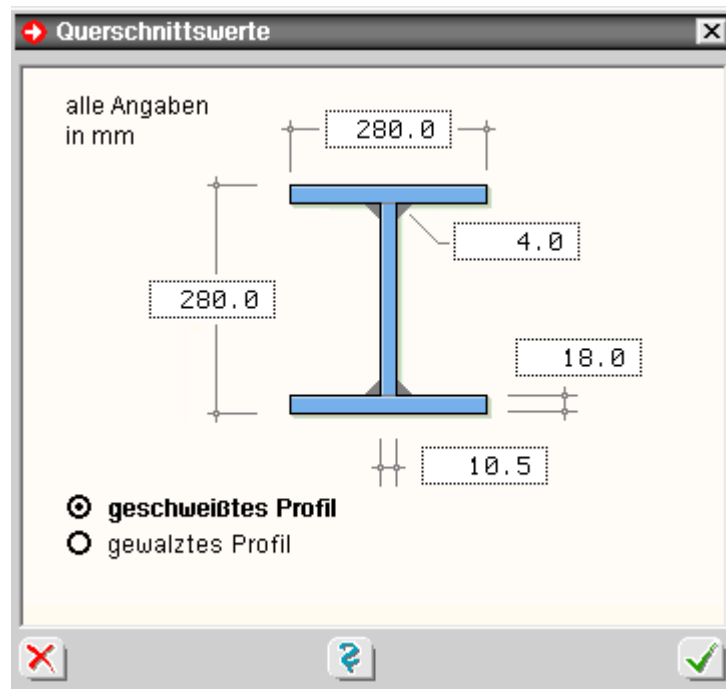 Querschnittswerte
alle Angaben
in mm
280.0
4.0
280.0
18.0
10.5
geschweißtes Profil
gewalztes Profil